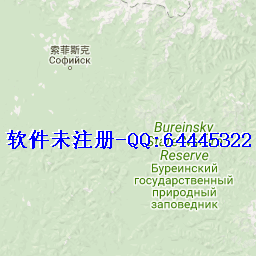 索菲斯克
Софийск
Bureinsky
软件未注册-QQ:64445322
Reserve
Буреинский
государственный
природный
заповедник